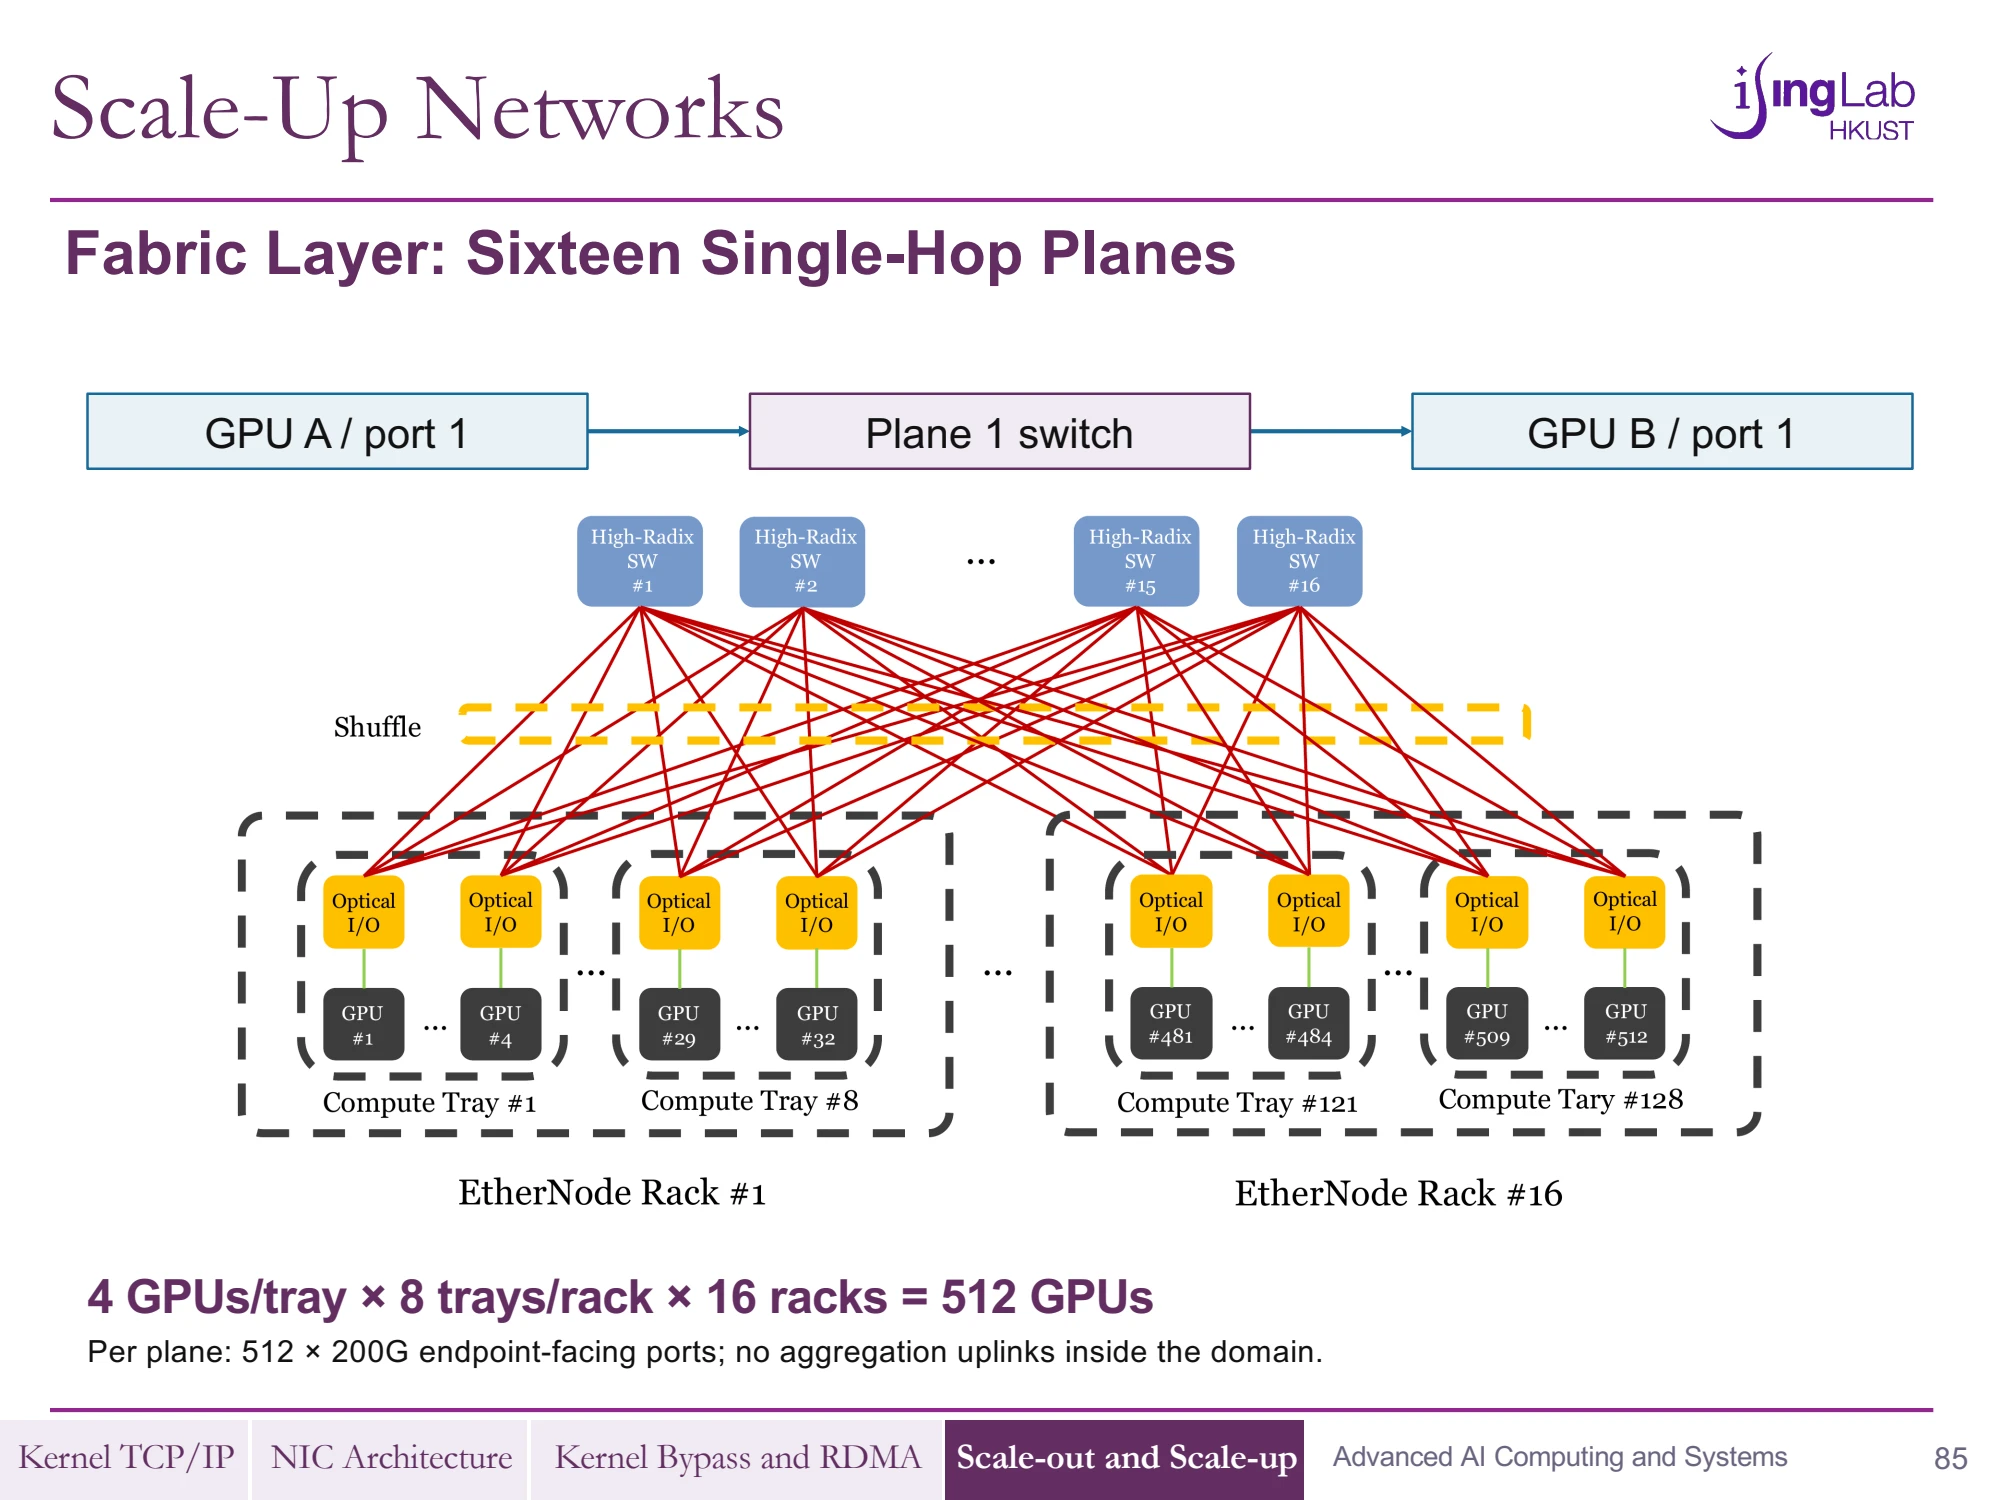 Scale-Up Networks
isingLab
HKUST
Fabric Layer: Sixteen Single-Hop Planes
GPU A / port 1
Plane 1 switch
GPU B / port 1
High-Radix
SW
#1
High-Radix
SW
#2
...
High-Radix
SW
#15
High-Radix
SW
#16
Shuffle
Optical
I/O
Optical
I/O
Optical
I/O
Optical
I/O
Optical
I/O
Optical
I/O
Optical
I/O
Optical
I/O
...
...
...
GPU
#1
...
GPU
#4
GPU
#29
...
GPU
#32
GPU
#481
...
GPU
#484
GPU
#509
...
GPU
#512
Compute Tray #1
Compute Tray #8
Compute Tray #121
Compute Tary #128
EtherNode Rack #1
EtherNode Rack #16
4 GPUs/tray × 8 trays/rack × 16 racks = 512 GPUs
Per plane: 512 × 200G endpoint-facing ports; no aggregation uplinks inside the domain.
Kernel TCP/IP
NIC Architecture
Kernel Bypass and RDMA
Scale-out and Scale-up
Advanced AI Computing and Systems
85